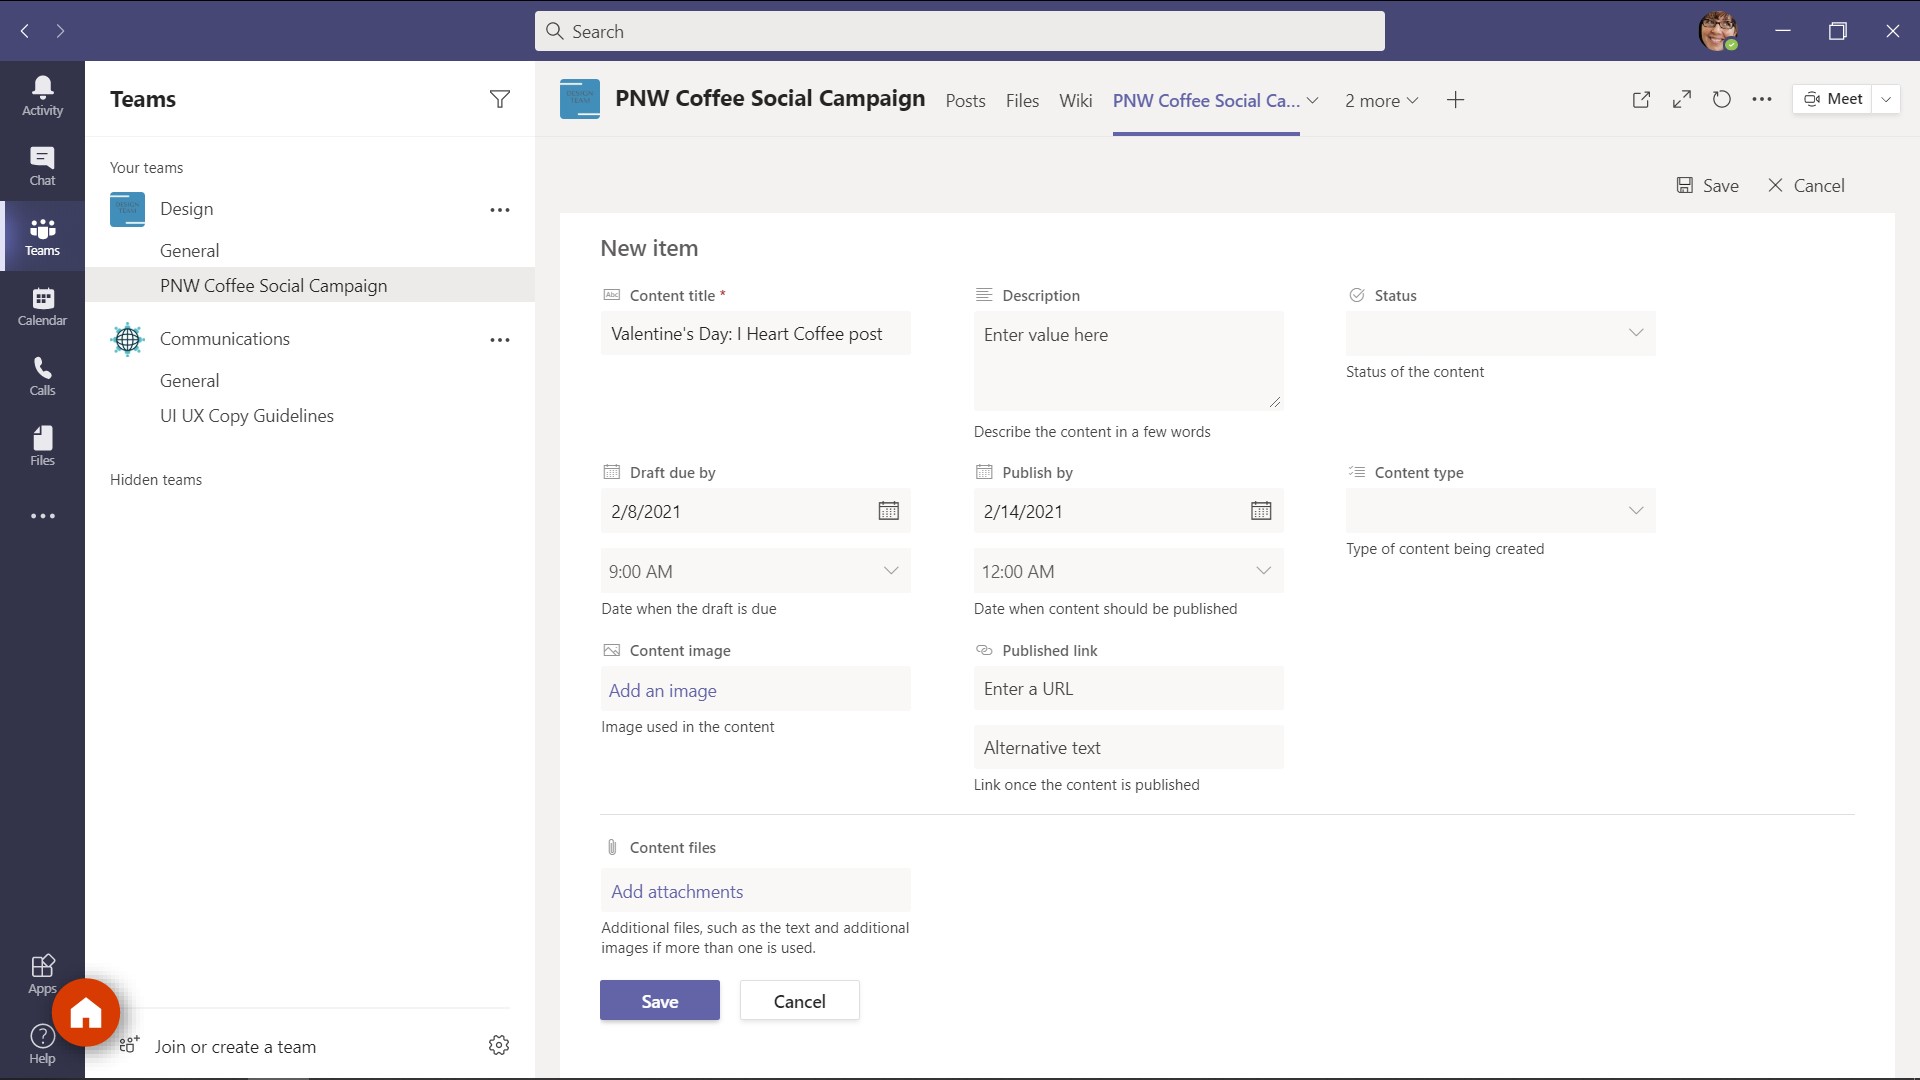 Search
Activity
Chat
Teams
Calendar
Calls
Files
Apps
Help
Teams
Your teams
Design
General
PNW Coffee Social Campaign
Communications
General
UI UX Copy Guidelines
Hidden teams
Join or create a team
DESIGN TEAM
PNW Coffee Social Campaign Posts Files Wiki PNW Coffee Social Ca... 2 more Meet
Save Cancel
New item
Abc Content title *
Valentine's Day: I Heart Coffee post
Description
Enter value here
Describe the content in a few words
Status
Status of the content
Draft due by
2/8/2021
9:00 AM
Date when the draft is due
Publish by
2/14/2021
12:00 AM
Date when content should be published
Content type
Type of content being created
Content image
Add an image
Image used in the content
Published link
Enter a URL
Alternative text
Link once the content is published
Content files
Add attachments
Additional files, such as the text and additional
images if more than one is used.
Save Cancel